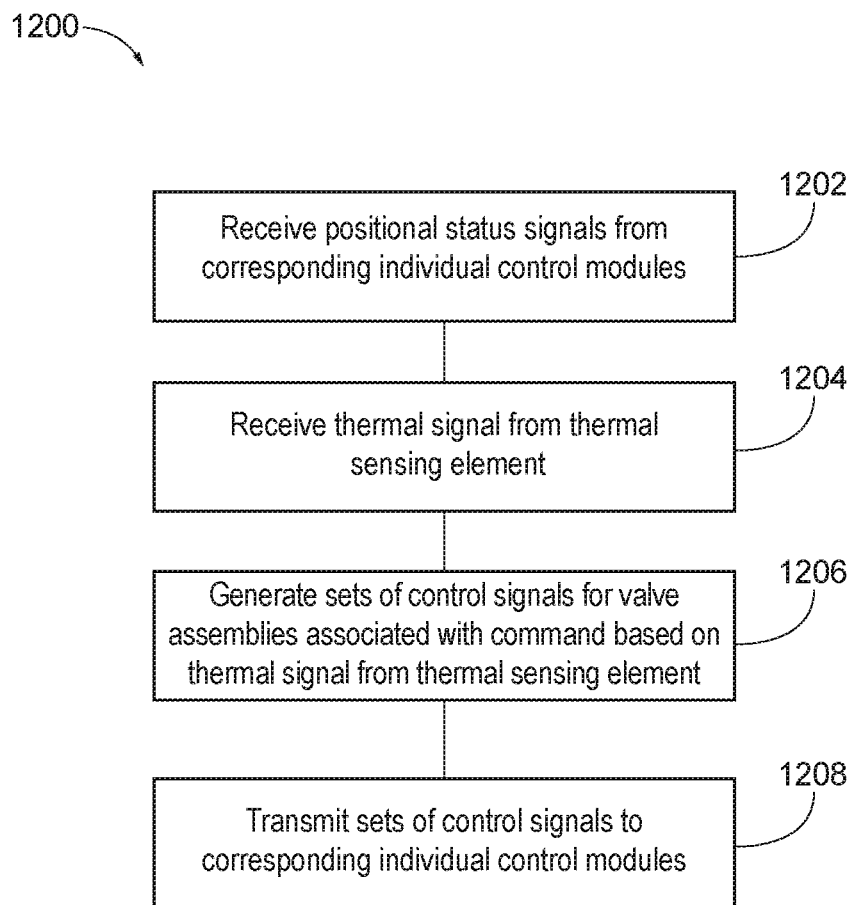 1200
1202
Receive positional status signals from
corresponding individual control modules
1204
Receive thermal signal from thermal
sensing element
1206
Generate sets of control signals for valve
assemblies associated with command based on
thermal signal from thermal sensing element
1208
Transmit sets of control signals to
corresponding individual control modules